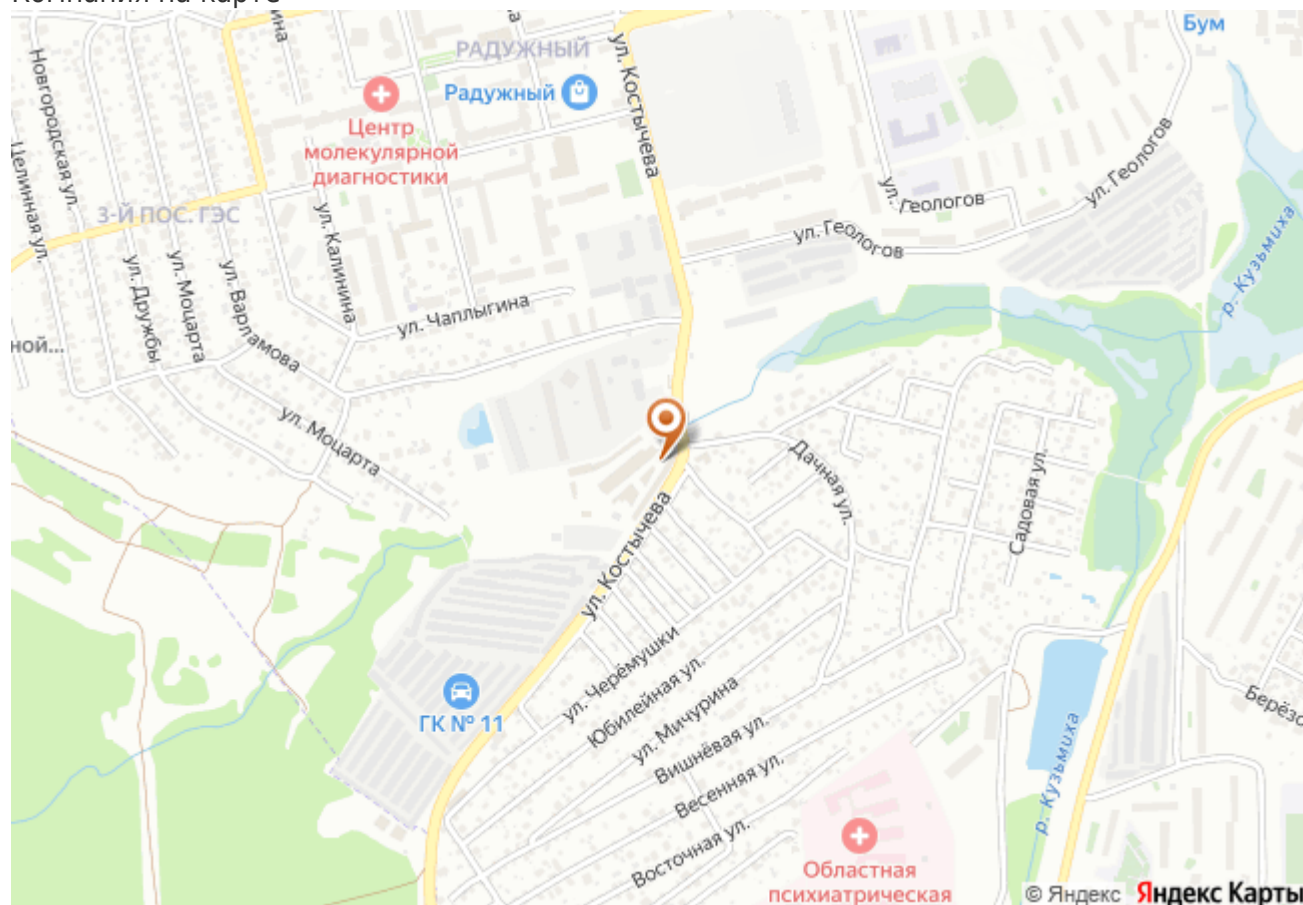 Компания на карте
Бум
РАДУЖНЫЙ
Радужный
ул. Костычева
Центр
молекулярной
диагностики
Новгородская ул.
Целинная ул.
3-Й ПОС. ГЭС
ул. Калинина
ул. Дружбы
ул. Моцарта
ул. Варламова
ул. Чаплыгина
ул. Геологов
ул. Геологов
ул. Геологов
р. Кузьмиха
ной...
ул. Моцарта
Дачная ул.
Садовая ул.
ул. Костычева
ГК № 11
ул. Черёмушки
Юбилейная ул.
ул. Мичурина
Вишнёвая ул.
Весенняя ул.
Восточная ул.
р. Кузьмиха
Областная
психиатрическая
© Яндекс Яндекс Карты